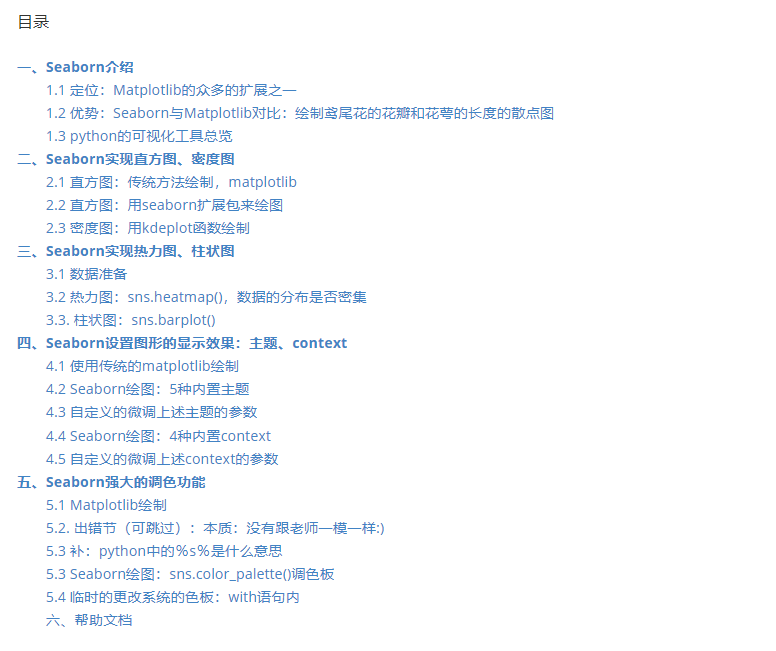 目录
一、Seaborn介绍
1.1 定位：Matplotlib的众多的扩展之一
1.2 优势：Seaborn与Matplotlib对比：绘制鸢尾花的花瓣和花萼的长度的散点图
1.3 python的可视化工具总览
二、Seaborn实现直方图、密度图
2.1 直方图：传统方法绘制，matplotlib
2.2 直方图：用seaborn扩展包来绘图
2.3 密度图：用kdeplot函数绘制
三、Seaborn实现热力图、柱状图
3.1 数据准备
3.2 热力图：sns.heatmap()，数据的分布是否密集
3.3. 柱状图：sns.barplot()
四、Seaborn设置图形的显示效果：主题、context
4.1 使用传统的matplotlib绘制
4.2 Seaborn绘图：5种内置主题
4.3 自定义的微调上述主题的参数
4.4 Seaborn绘图：4种内置context
4.5 自定义的微调上述context的参数
五、Seaborn强大的调色功能
5.1 Matplotlib绘制
5.2. 出错节（可跳过）：本质：没有跟老师一模一样:)
5.3 补：python中的%s%是什么意思
5.3 Seaborn绘图：sns.color_palette()调色板
5.4 临时的更改系统的色板：with语句内
六、帮助文档